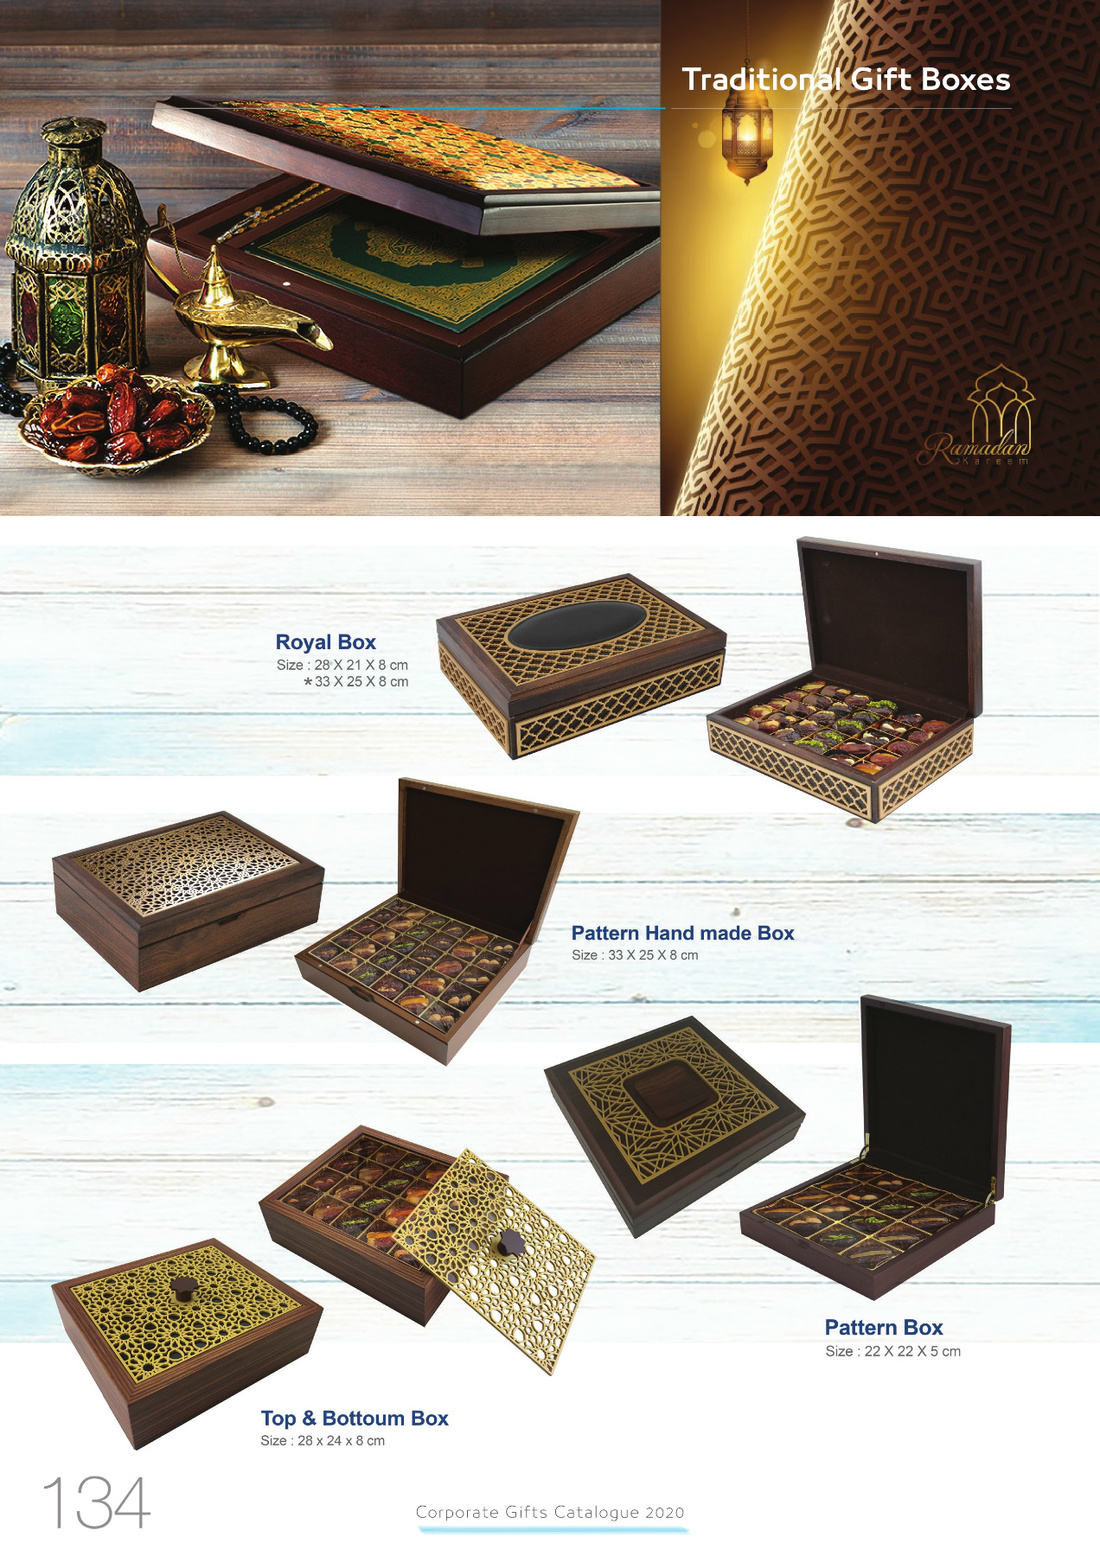 Traditional Gift Boxes
Ramadan
Kareem
Royal Box
Size : 28 X 21 X 8 cm
* 33 X 25 X 8 cm
Pattern Hand made Box
Size : 33 X 25 X 8 cm
Pattern Box
Size : 22 X 22 X 5 cm
Top & Bottoum Box
Size : 28 x 24 x 8 cm
134
Corporate Gifts Catalogue 2020